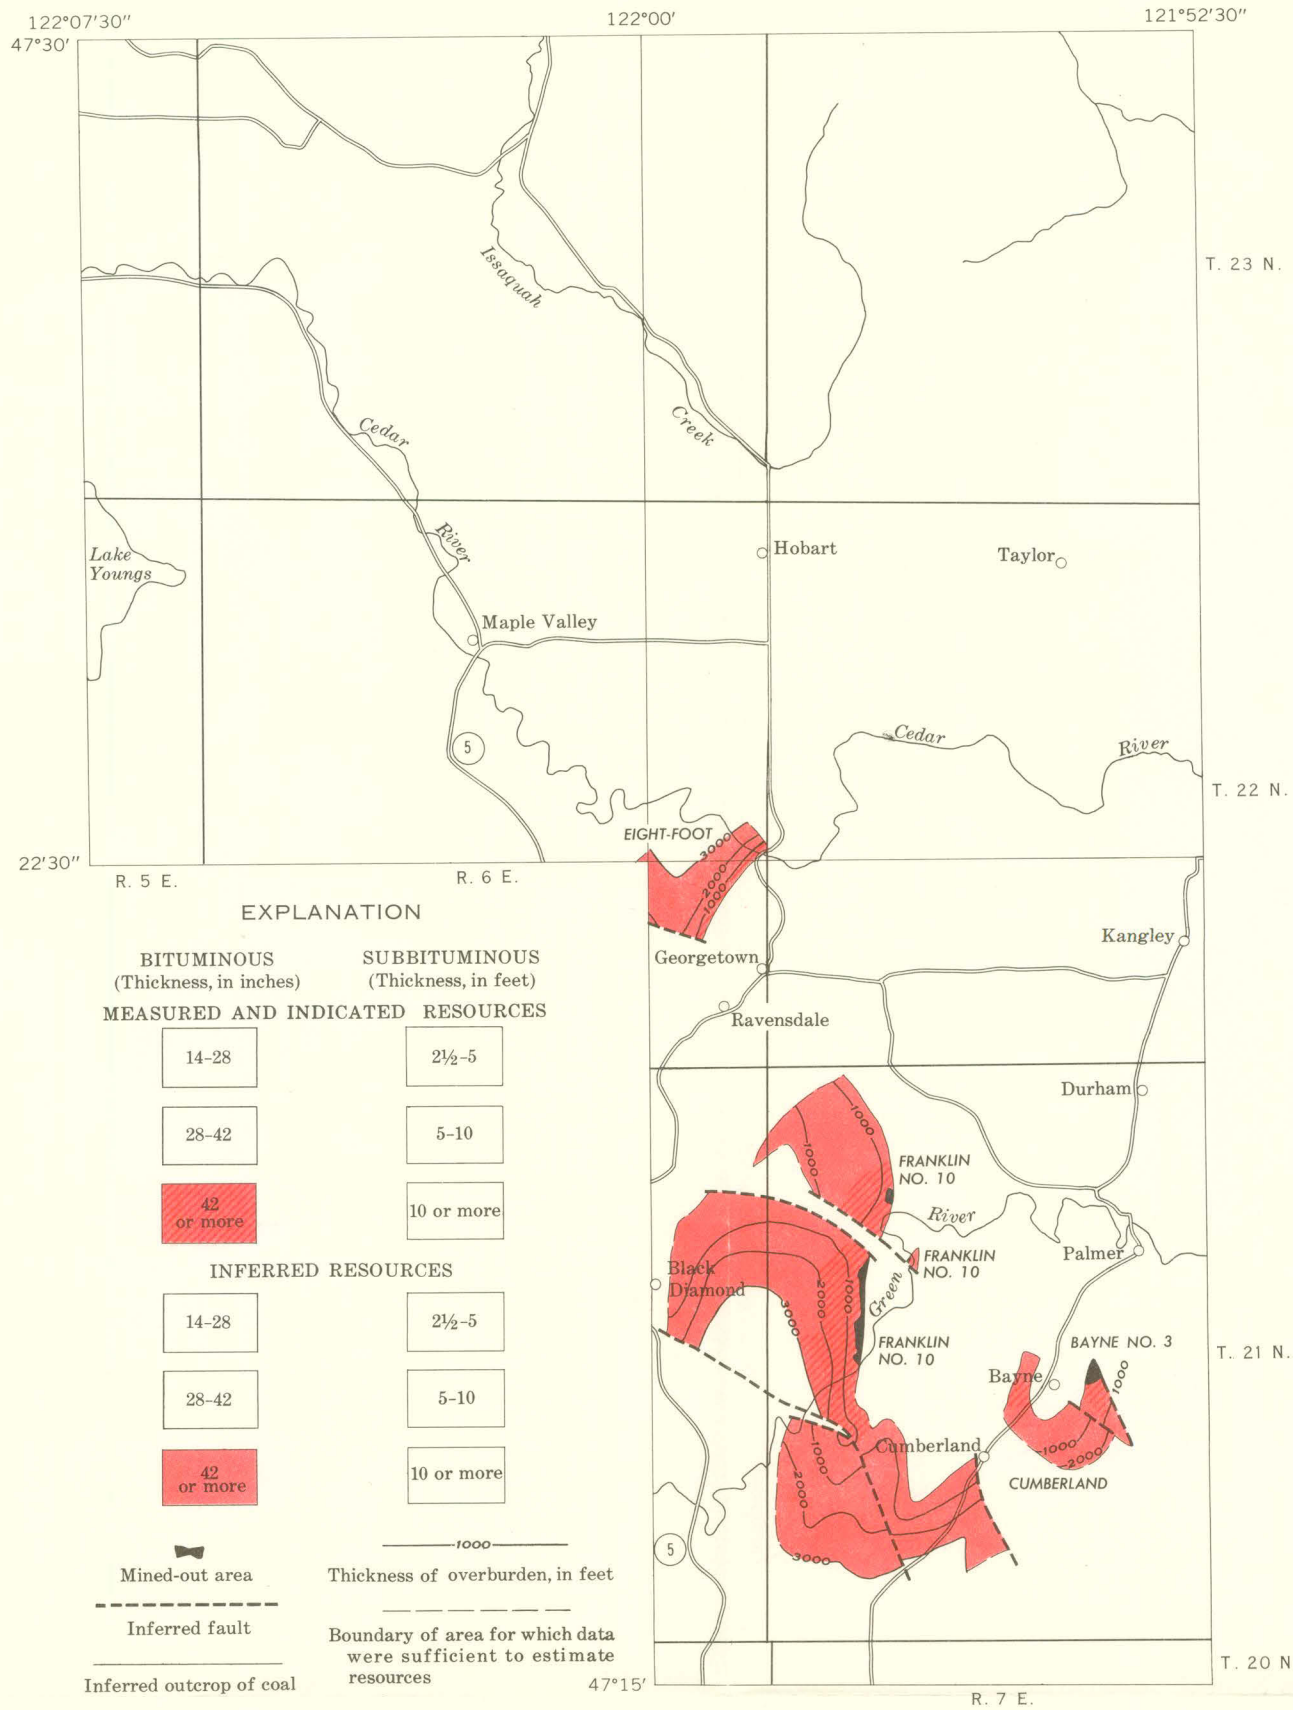 122°07'30"
122°00'
121°52'30"
47°30'
T. 23 N.
Issaquah
Creek
Cedar
River
Lake
Youngs
Hobart
Taylor
Maple Valley
5
Cedar
River
T. 22 N.
EIGHT-FOOT
3000
2000
1000
22'30"
R. 5 E.
R. 6 E.
Georgetown
Kangley
Ravensdale
Durham
1000
1000
FRANKLIN
NO. 10
River
FRANKLIN
NO. 10
Palmer
Black
Diamond
Green
1000
2000
3000
FRANKLIN
NO. 10
BAYNE NO. 3
T. 21 N.
Bayne
1000
Cumberland
1000
2000
1000
2000
CUMBERLAND
5
3000
47°15'
T. 20 N
R. 7 E.
EXPLANATION
BITUMINOUS
(Thickness, in inches)
SUBBITUMINOUS
(Thickness, in feet)
MEASURED AND INDICATED RESOURCES
14-28
2½-5
28-42
5-10
42
or more
10 or more
INFERRED RESOURCES
14-28
2½-5
28-42
5-10
42
or more
10 or more
Mined-out area
1000
Thickness of overburden, in feet
Inferred fault
Boundary of area for which data
were sufficient to estimate
resources
Inferred outcrop of coal